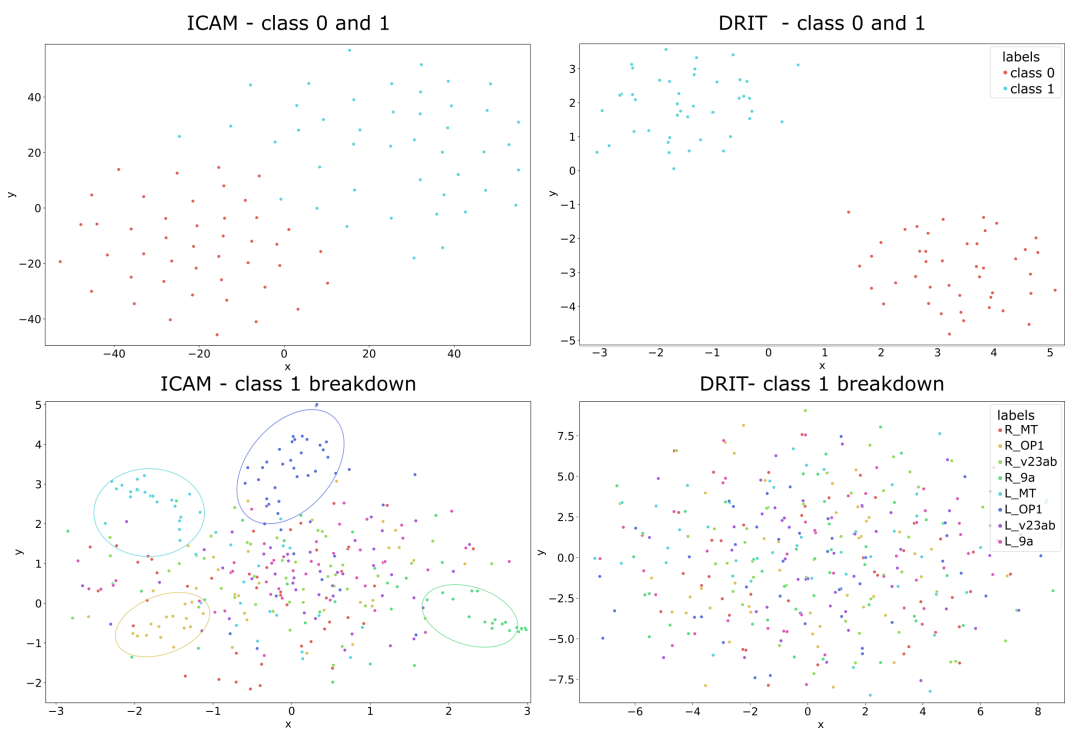 ICAM - class 0 and 1
40
20
0
−20
−40
y
−40
−20
0
20
40
x
DRIT - class 0 and 1
labels
class 0
class 1
3
2
1
0
−1
−2
−3
−4
−5
y
−3
−2
−1
0
1
2
3
4
5
x
ICAM - class 1 breakdown
5
4
3
2
1
0
−1
−2
y
−3
−2
−1
0
1
2
3
x
DRIT- class 1 breakdown
labels
R_MT
R_OP1
R_v23ab
R_9a
L_MT
L_OP1
L_v23ab
L_9a
7.5
5.0
2.5
0.0
−2.5
−5.0
−7.5
y
−6
−4
−2
0
2
4
6
8
x